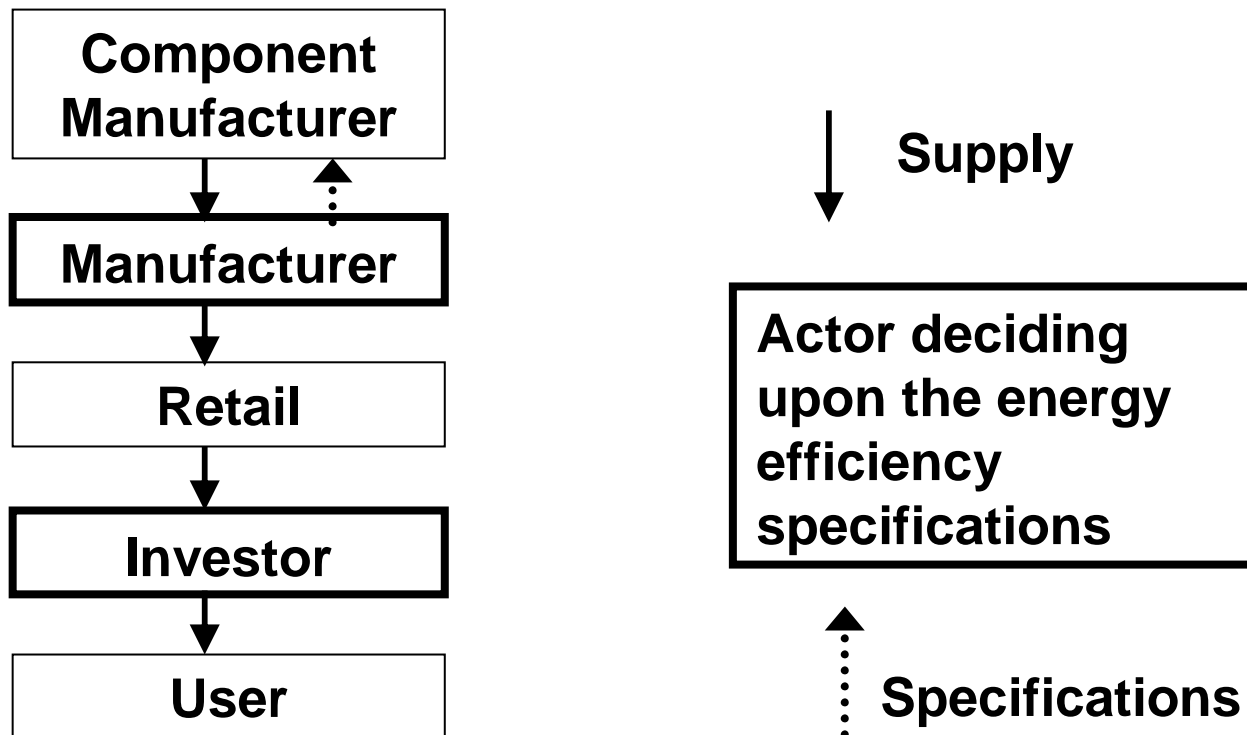 Component
Manufacturer
Manufacturer
Retail
Investor
User
Supply
Actor deciding
upon the energy
efficiency
specifications
Specifications